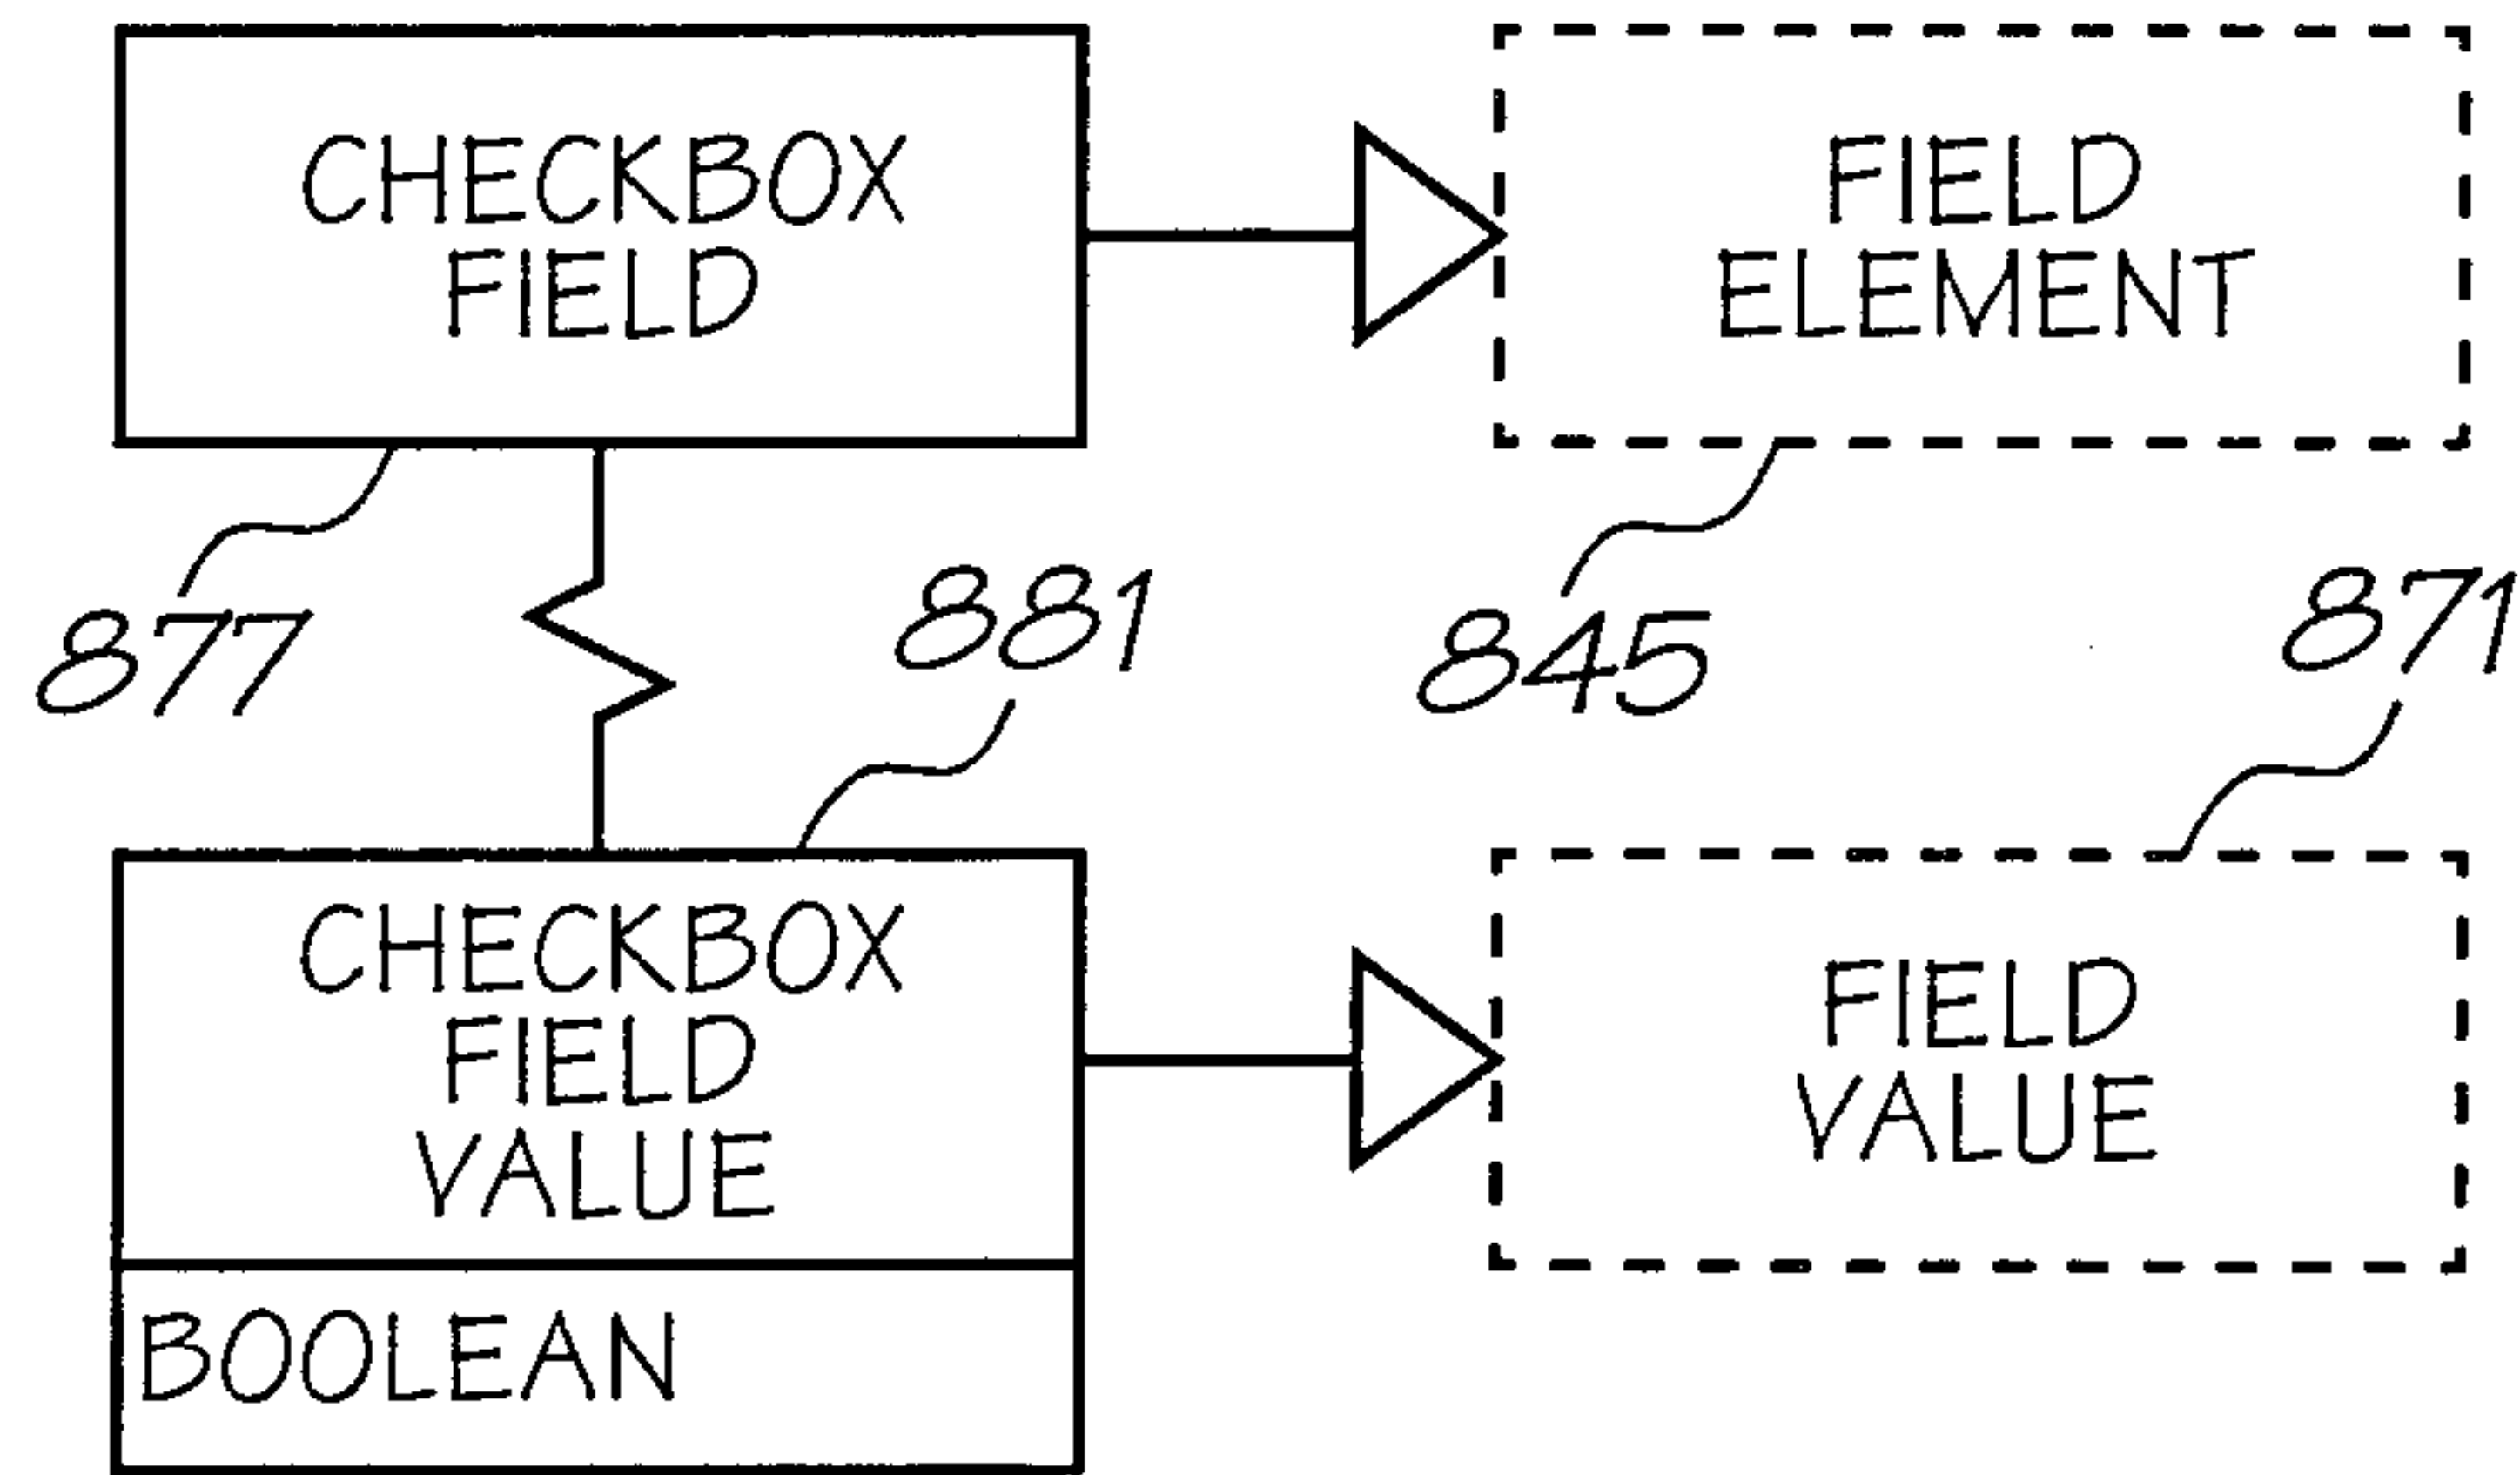 CHECKBOX
FIELD
FIELD
ELEMENT
877
881
845
871
CHECKBOX
FIELD
VALUE
FIELD
VALUE
BOOLEAN